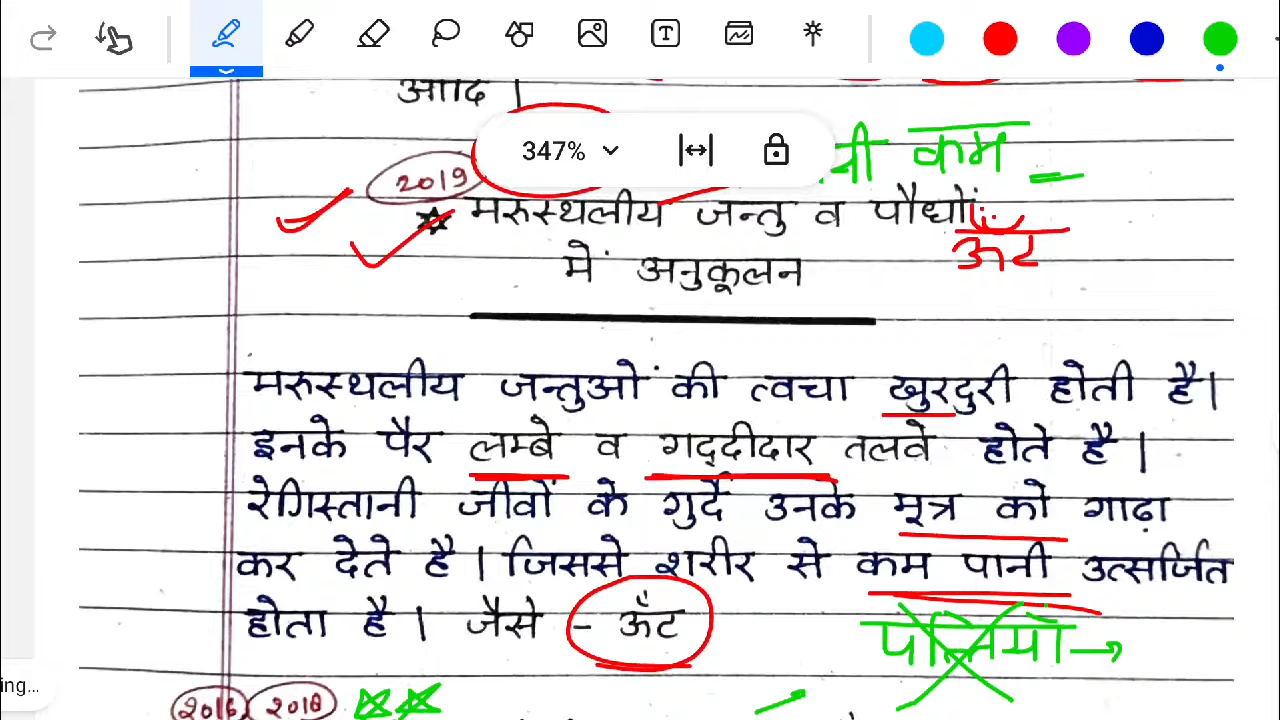 आदि |
347%
कम
2019
मरुस्थलीय जन्तु व पौधों
ऊँट
में अनुकूलन
मरुस्थलीय जन्तुओं की त्वचा खुरदुरी होती है|
इनके पैर लम्बे व गद्दीदार तलवे होते है |
रेगिस्तानी जीवों के गुर्दे उनके मूत्र को गाढ़ा
कर देते है | जिससे शरीर से कम पानी उत्सर्जित
होता है | जैसे - ऊँट
2016 2018